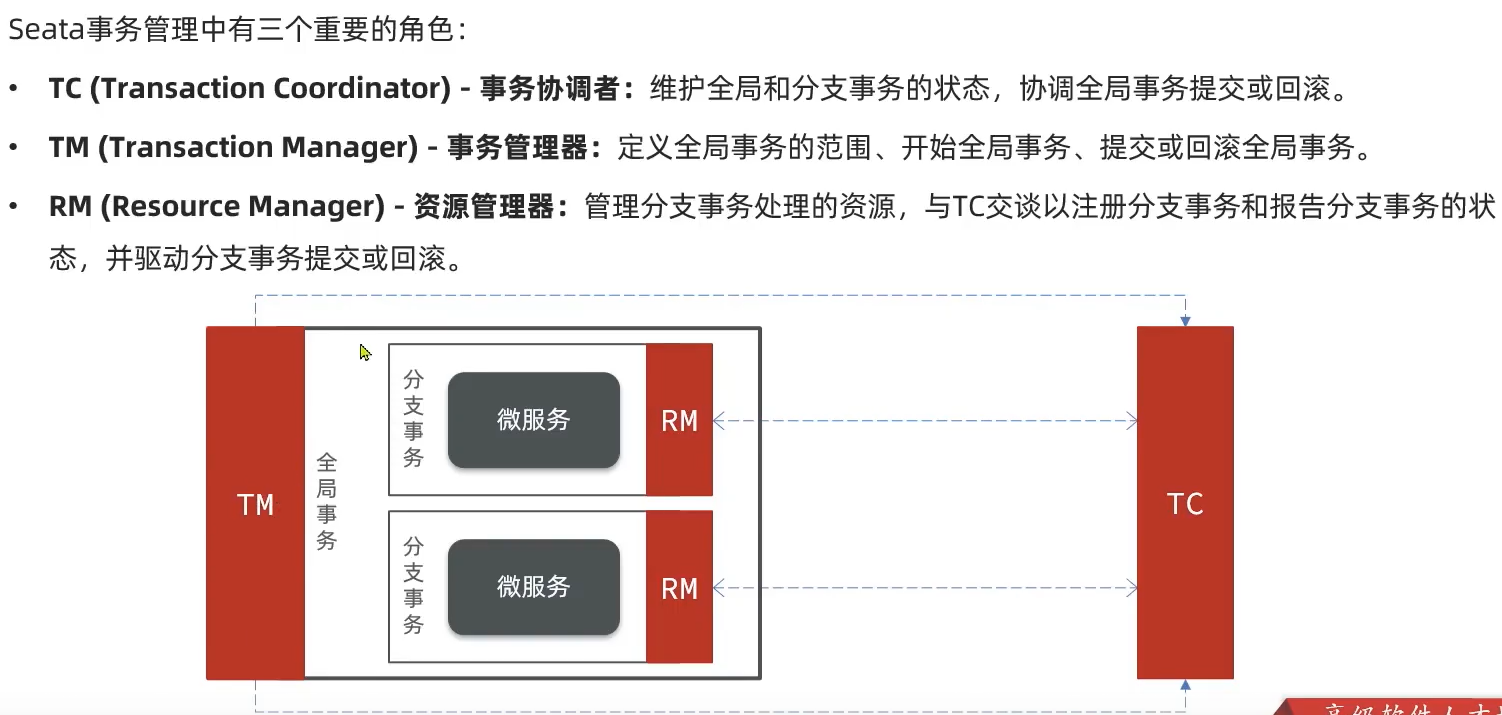 Seata事务管理中有三个重要的角色：
• TC (Transaction Coordinator) - 事务协调者：维护全局和分支事务的状态，协调全局事务提交或回滚。
• TM (Transaction Manager) - 事务管理器：定义全局事务的范围、开始全局事务、提交或回滚全局事务。
• RM (Resource Manager) - 资源管理器：管理分支事务处理的资源，与TC交谈以注册分支事务和报告分支事务的状
态，并驱动分支事务提交或回滚。
TM
全局事务
分支事务
微服务
RM
分支事务
微服务
RM
TC
高级软件人才